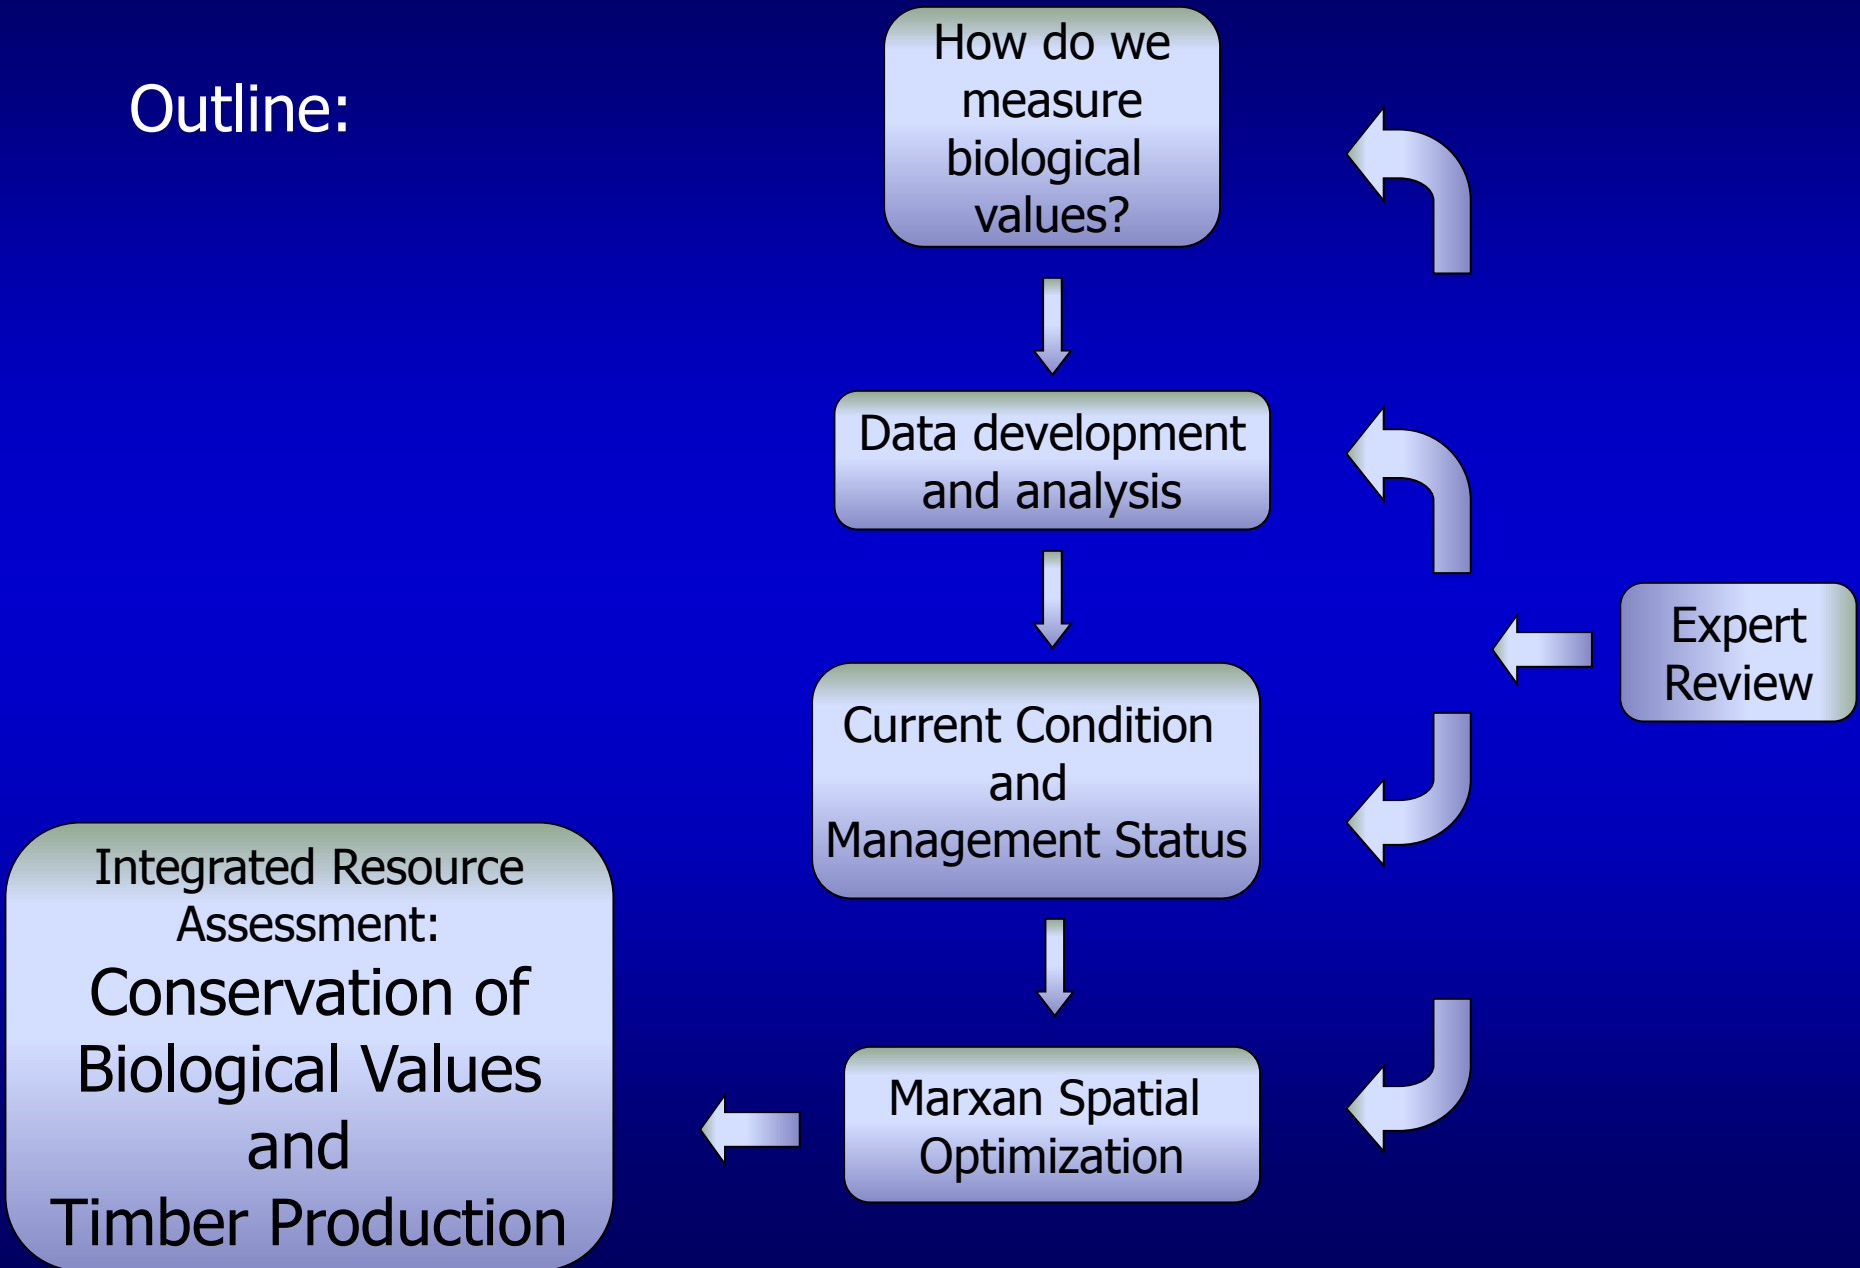 Outline:
How do we
measure
biological
values?
Data development
and analysis
Expert
Review
Current Condition
and
Management Status
Marxan Spatial
Optimization
Integrated Resource
Assessment:
Conservation of
Biological Values
and
Timber Production